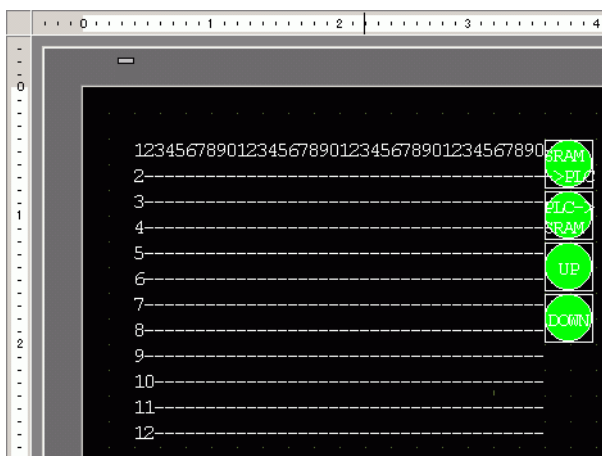 0 1 2 3 4
0
1
2
1234567890123456789012345678901234567890
2---------------------------------------
3---------------------------------------
4---------------------------------------
5---------------------------------------
6---------------------------------------
7---------------------------------------
8---------------------------------------
9---------------------------------------
10--------------------------------------
11--------------------------------------
12--------------------------------------
SRAM
->PLC
PLC->
SRAM
UP
DOWN